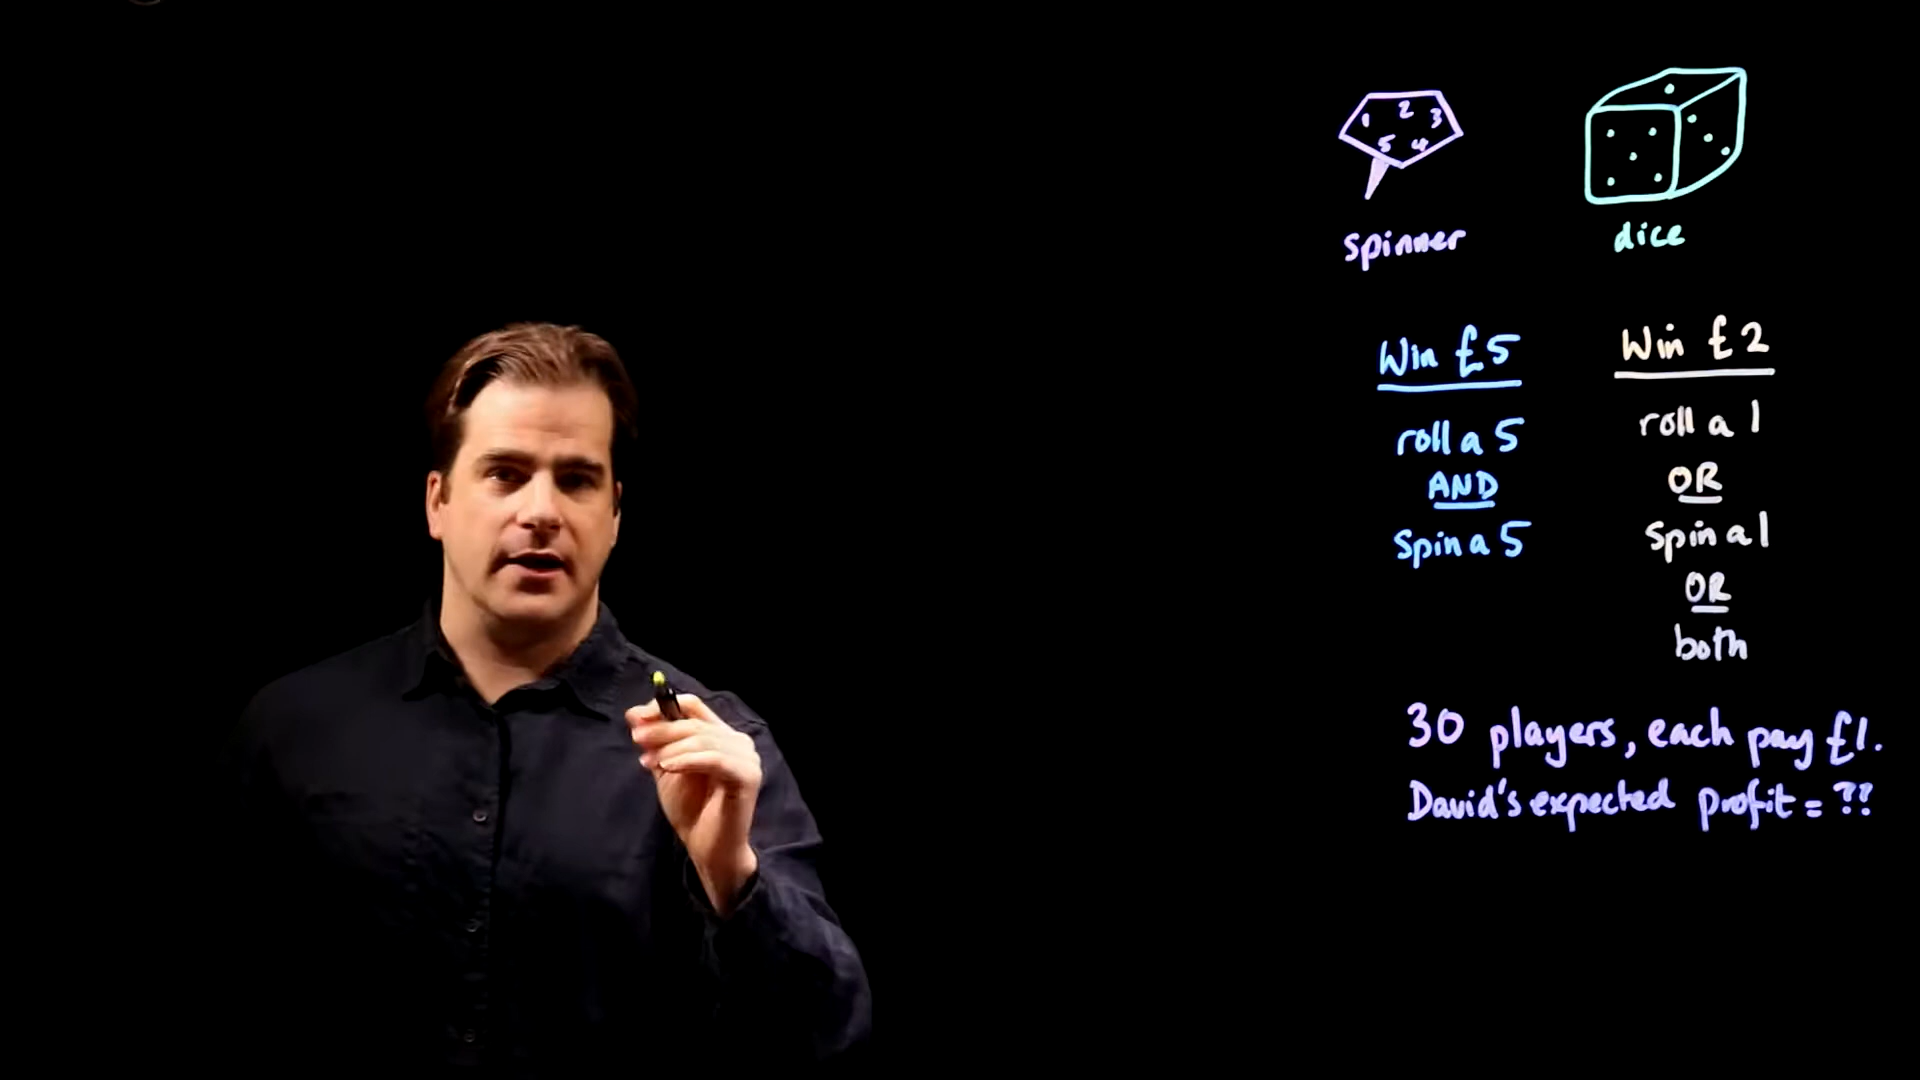 1 2 3
5 4
spinner
dice
Win £5
roll a 5
AND
Spin a 5
Win £2
roll a 1
OR
Spin a 1
OR
both
30 players, each pay £1.
David's expected profit = ??